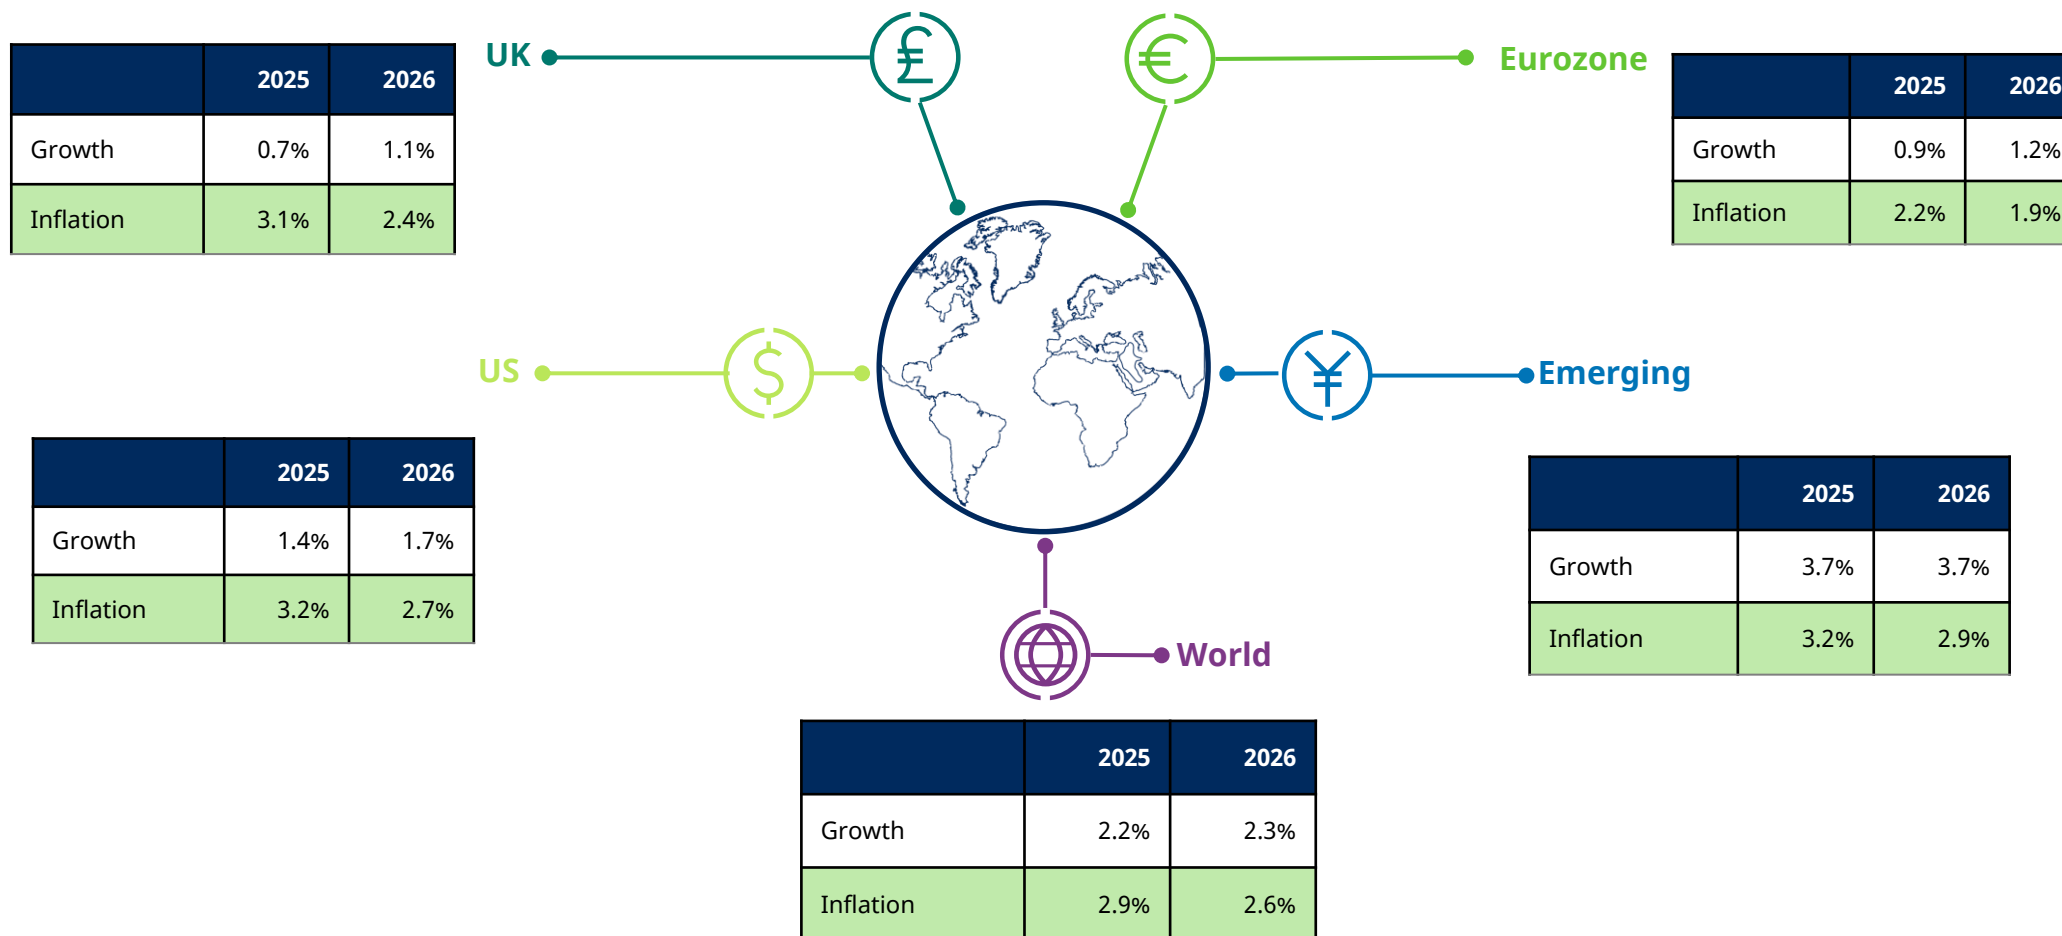 UK
2025 2026
Growth 0.7% 1.1%
Inflation 3.1% 2.4%
£
€
Eurozone
2025 2026
Growth 0.9% 1.2%
Inflation 2.2% 1.9%
US
$
2025 2026
Growth 1.4% 1.7%
Inflation 3.2% 2.7%
¥
Emerging
2025 2026
Growth 3.7% 3.7%
Inflation 3.2% 2.9%
World
2025 2026
Growth 2.2% 2.3%
Inflation 2.9% 2.6%